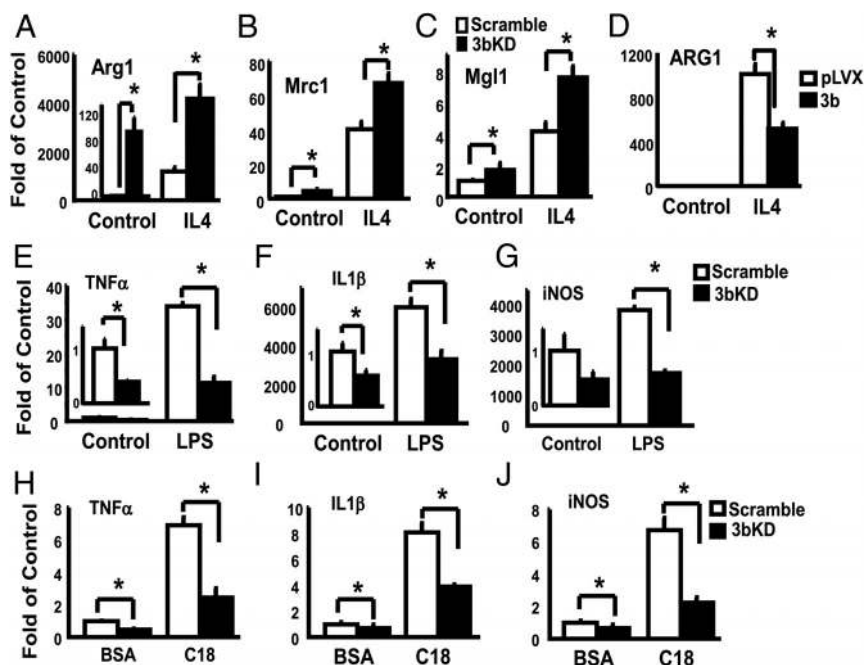 A
B
C
D
Scramble
3bKD
Arg1
Mrc1
Mgl1
ARG1
pLVX
3b
Fold of Control
6000
4000
2000
0
120
80
40
0
80
60
40
20
0
8
6
4
2
0
1200
900
600
300
0
*
*
*
*
*
*
*
Control IL4
Control IL4
Control IL4
Control IL4
E
F
G
TNFα
IL1β
iNOS
Scramble
3bKD
Fold of Control
40
30
20
10
0
1
0
6000
4000
2000
0
1
0
4000
3000
2000
1000
0
1
0
*
*
*
*
*
Control LPS
Control LPS
Control LPS
H
I
J
TNFα
IL1β
iNOS
Scramble
3bKD
Fold of Control
8
6
4
2
0
10
8
6
4
2
0
8
6
4
2
0
*
*
*
*
*
*
BSA C18
BSA C18
BSA C18